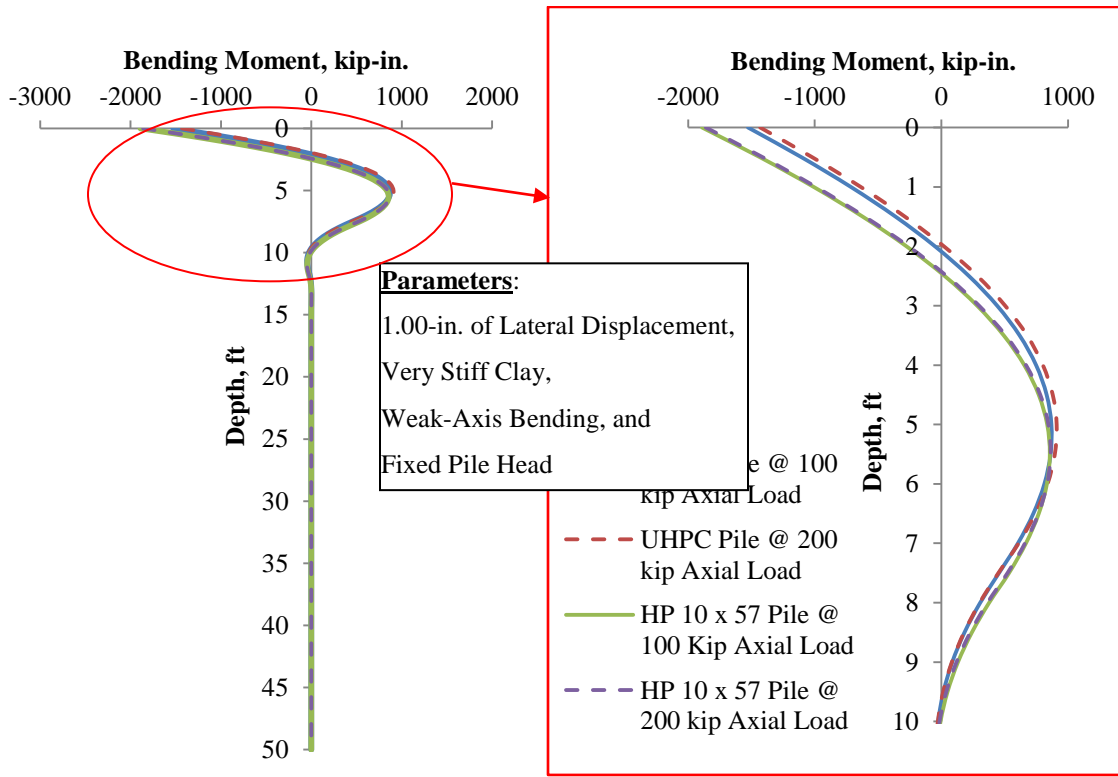 Bending Moment, kip-in.
-3000 -2000 -1000 0 1000 2000
0
5
10
15
20
25
30
35
40
45
50
Depth, ft
Parameters:
1.00-in. of Lateral Displacement,
Very Stiff Clay,
Weak-Axis Bending, and
Fixed Pile Head
Bending Moment, kip-in.
-2000 -1000 0 1000
0
1
2
3
4
5
6
7
8
9
10
Depth, ft
@ 100
kip Axial Load
UHPC Pile @ 200
kip Axial Load
HP 10 x 57 Pile @
100 Kip Axial Load
HP 10 x 57 Pile @
200 kip Axial Load